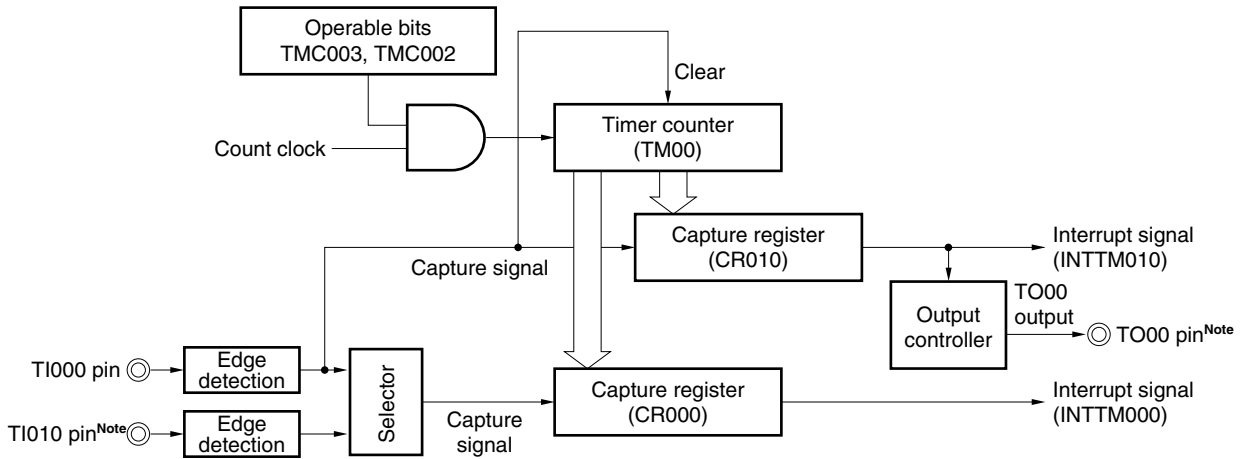 Operable bits
TMC003, TMC002
Clear
Count clock
Timer counter
(TM00)
Capture register
(CR010)
Capture signal
Interrupt signal
(INTTM010)
Output
controller
TO00
output
TO00 pinNote
TI000 pin
Edge
detection
Selector
Capture register
(CR000)
Interrupt signal
(INTTM000)
TI010 pinNote
Edge
detection
Capture
signal